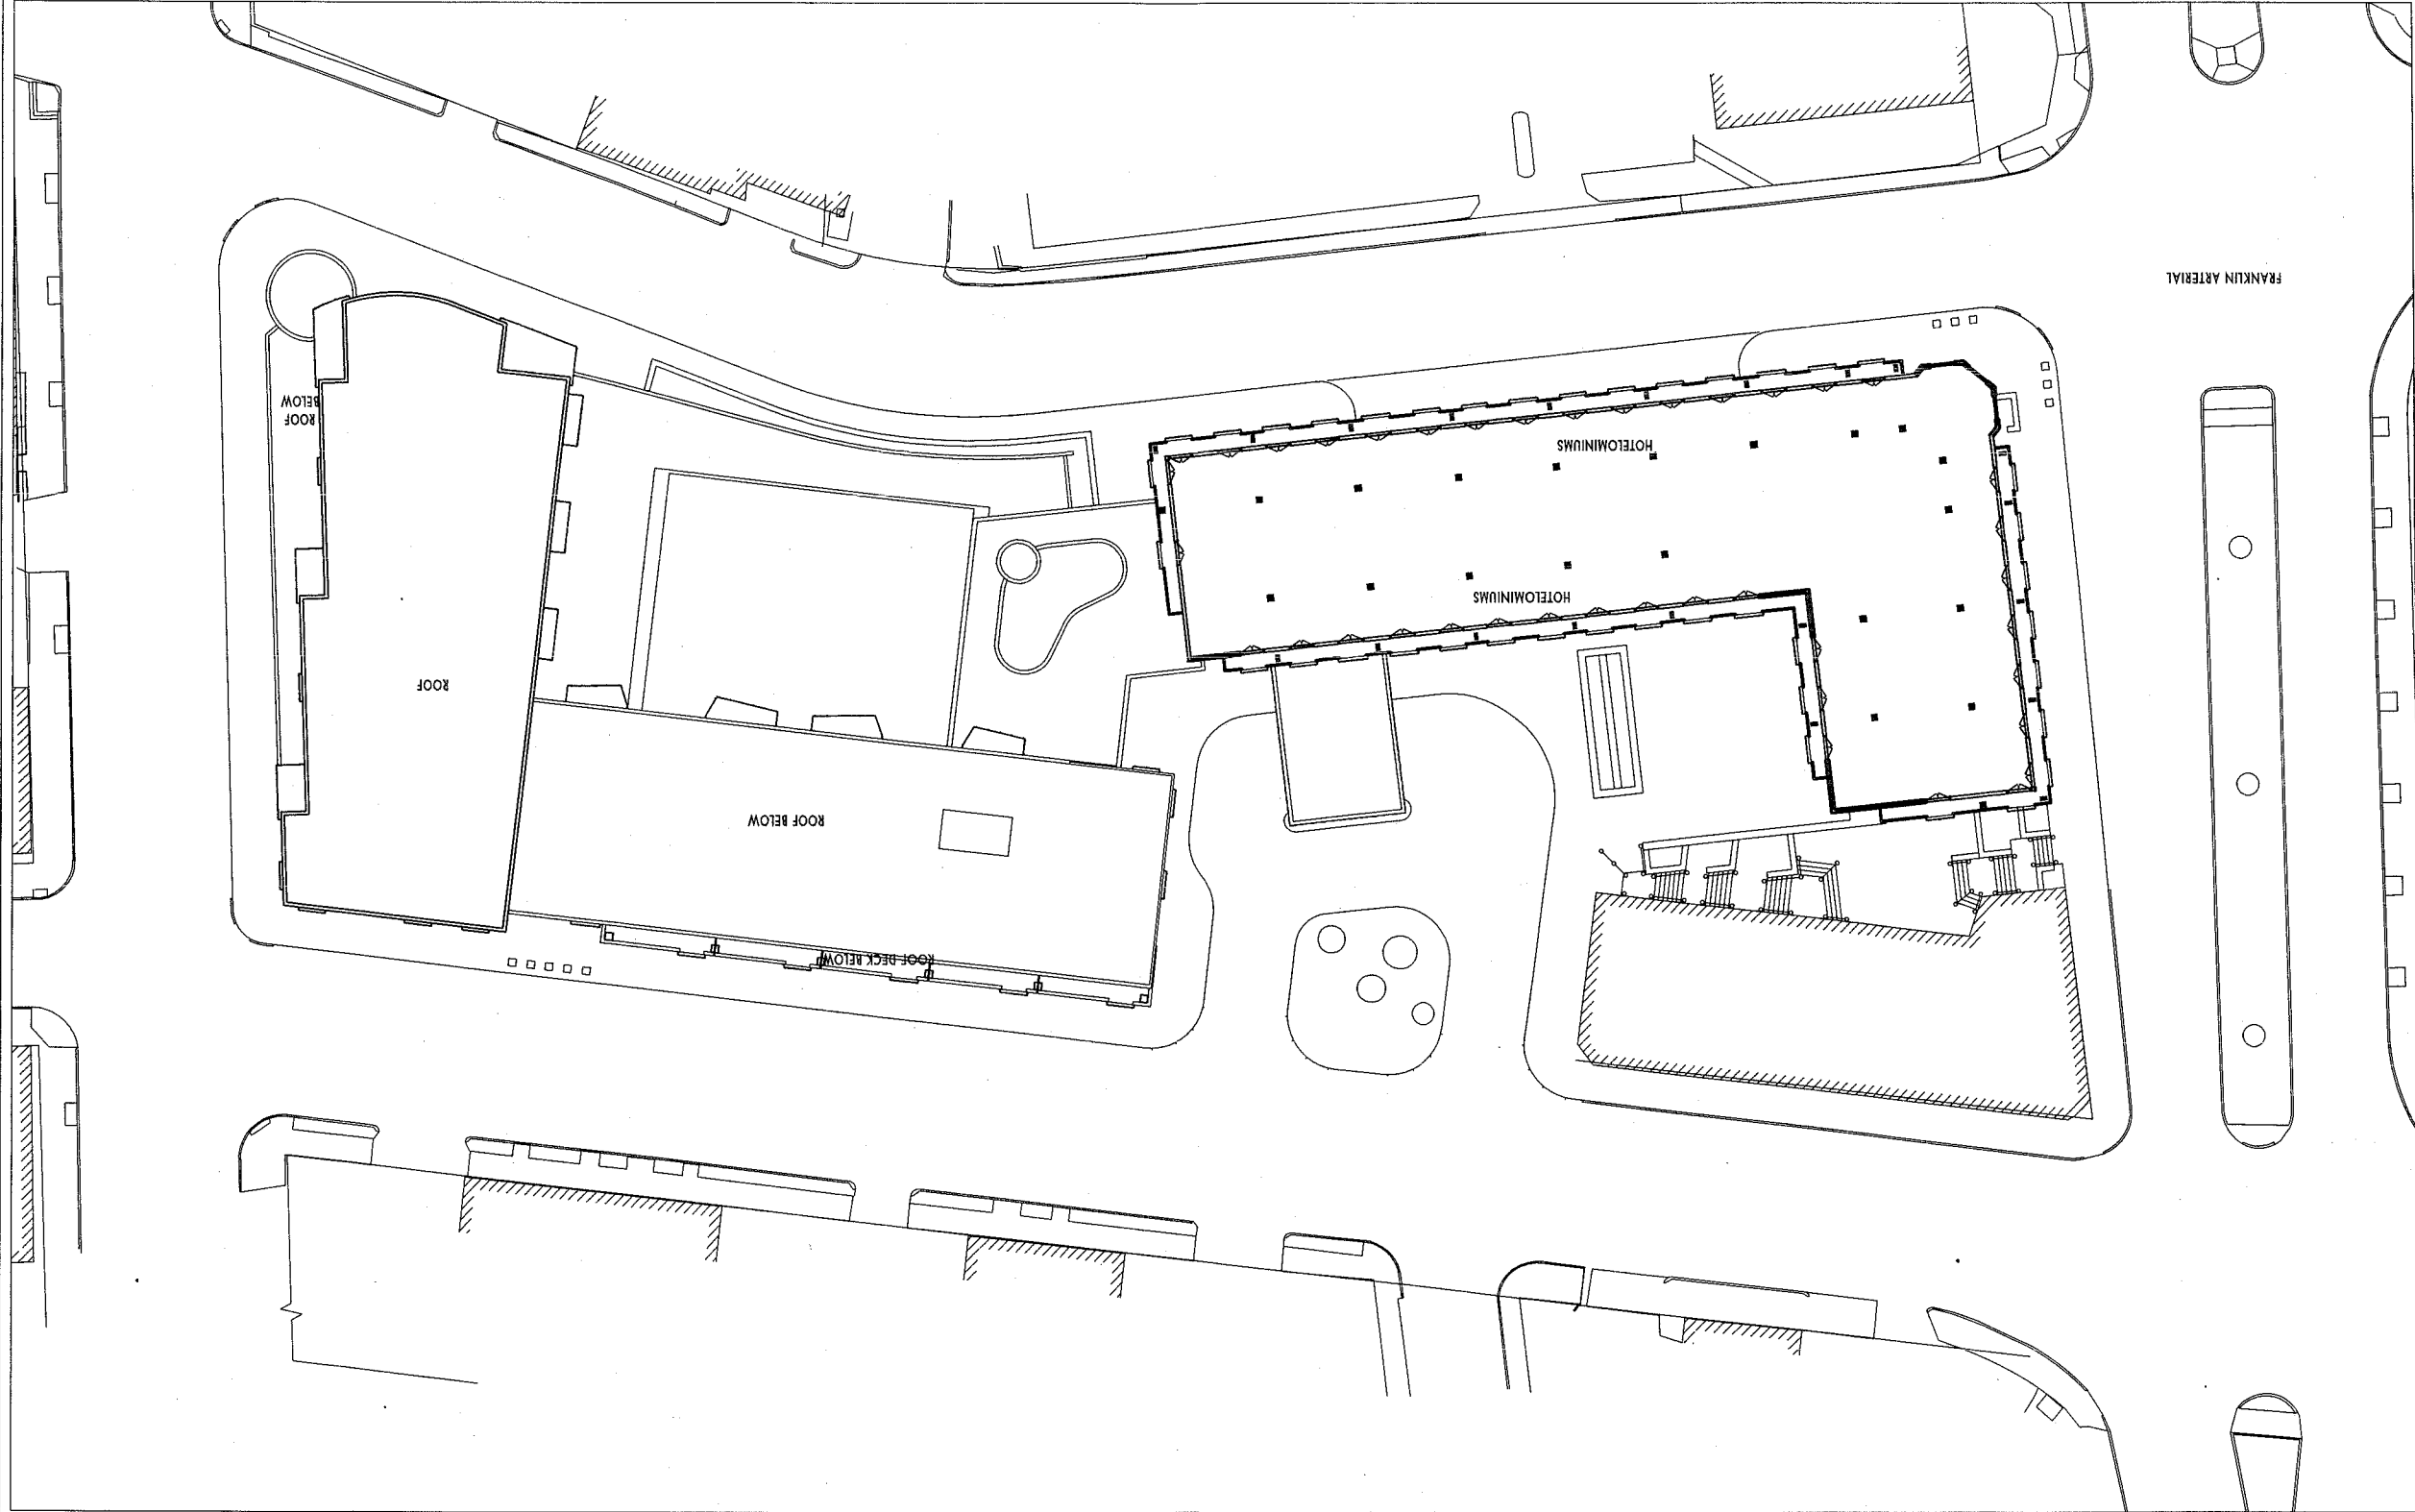 FRANKLIN ARTERIAL
ROOF
BELOW
HOTELOMINIUMS
HOTELOMINIUMS
ROOF
ROOF BELOW
ROOF DECK BELOW